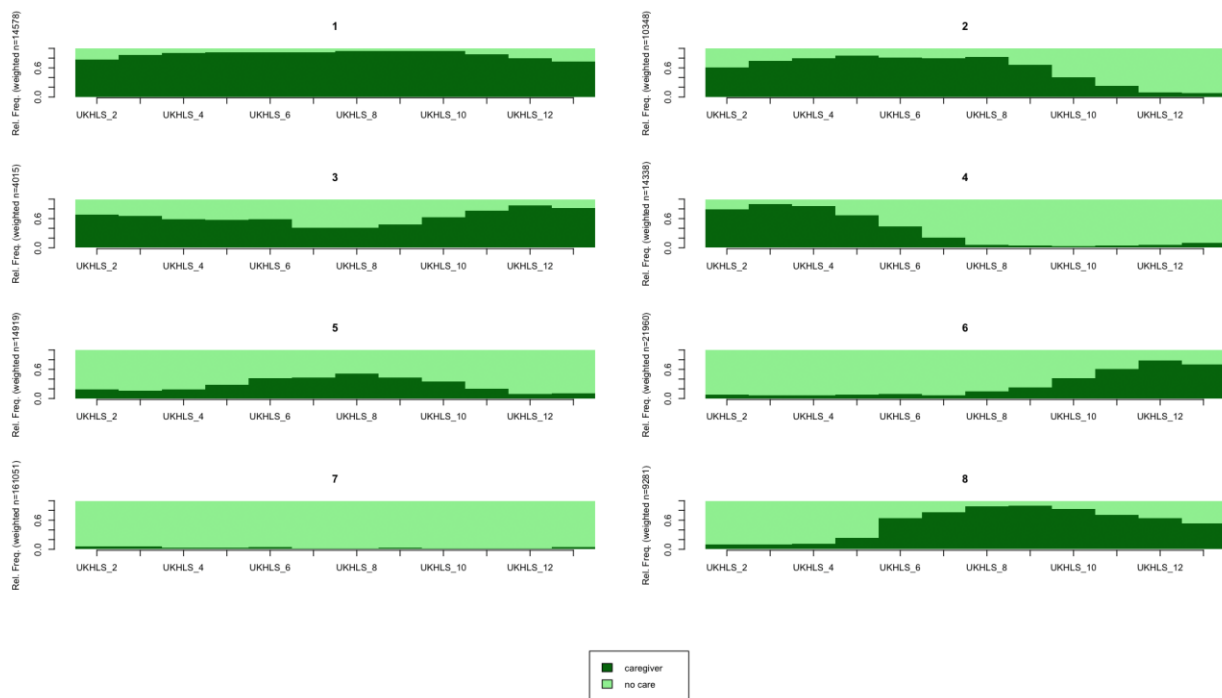 1
Rel. Freq. (weighted n=14578)
0.0 0.6
UKHLS_2 UKHLS_4 UKHLS_6 UKHLS_8 UKHLS_10 UKHLS_12
2
Rel. Freq. (weighted n=10348)
0.0 0.6
UKHLS_2 UKHLS_4 UKHLS_6 UKHLS_8 UKHLS_10 UKHLS_12
3
Rel. Freq. (weighted n=4015)
0.0 0.6
UKHLS_2 UKHLS_4 UKHLS_6 UKHLS_8 UKHLS_10 UKHLS_12
4
Rel. Freq. (weighted n=14338)
0.0 0.6
UKHLS_2 UKHLS_4 UKHLS_6 UKHLS_8 UKHLS_10 UKHLS_12
5
Rel. Freq. (weighted n=14919)
0.0 0.6
UKHLS_2 UKHLS_4 UKHLS_6 UKHLS_8 UKHLS_10 UKHLS_12
6
Rel. Freq. (weighted n=21960)
0.0 0.6
UKHLS_2 UKHLS_4 UKHLS_6 UKHLS_8 UKHLS_10 UKHLS_12
7
Rel. Freq. (weighted n=161051)
0.0 0.6
UKHLS_2 UKHLS_4 UKHLS_6 UKHLS_8 UKHLS_10 UKHLS_12
8
Rel. Freq. (weighted n=9281)
0.0 0.6
UKHLS_2 UKHLS_4 UKHLS_6 UKHLS_8 UKHLS_10 UKHLS_12
caregiver
no care